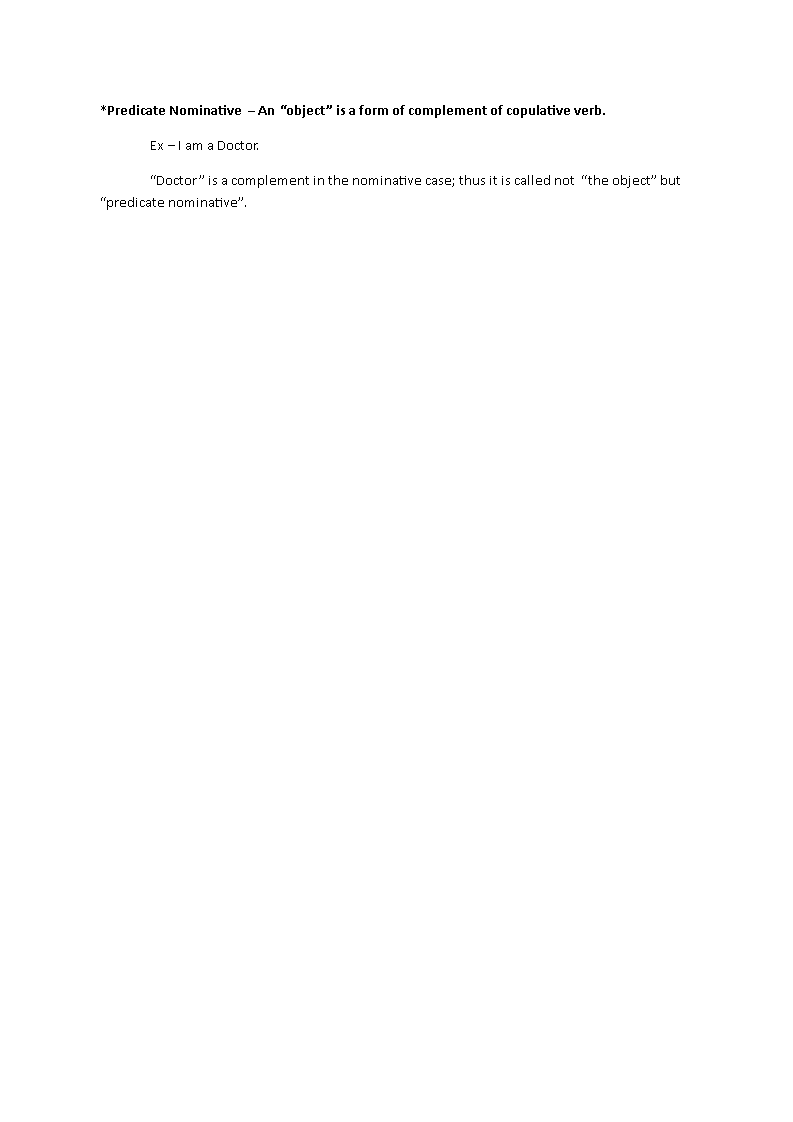 *Predicate Nominative – An “object” is a form of complement of copulative verb.
Ex – I am a Doctor.
“Doctor” is a complement in the nominative case; thus it is called not “the object” but
“predicate nominative”.